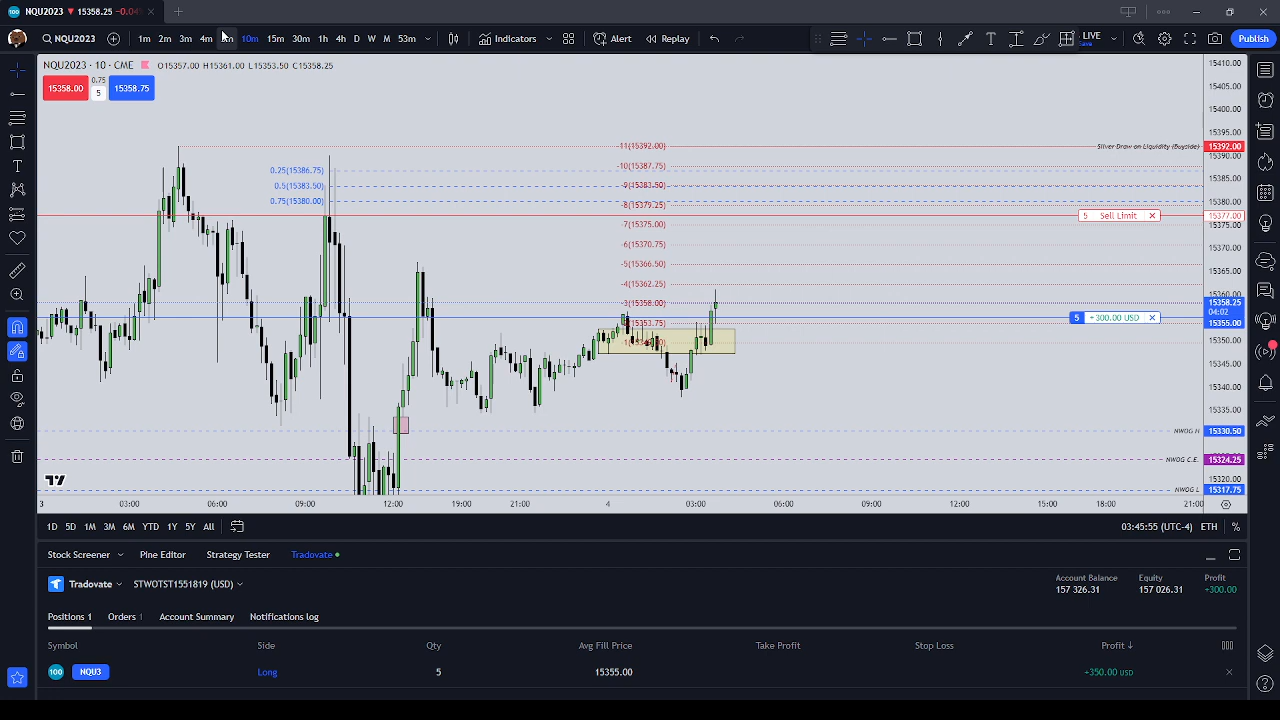 NQU2023 ▼ 15358.25 −0.04
NQU2023 1m 2m 3m 4m 10m 15m 30m 1h 4h D W M 53m Indicators Alert Replay LIVE Save Publish
NQU2023 · 10 · CME O15357.00 H15361.00 L15353.50 C15358.25
15358.00 0.75 5 15358.75
15410.00
15405.00
15400.00
15395.00
-11(15392.00) Silver Draw on Liquidity (Buyside) 15392.00
15390.00
0.25(15386.75) -10(15387.75)
15385.00
0.5(15383.50) -9(15383.50)
0.75(15380.00) 15380.00
-8(15379.25)
5 Sell Limit 15377.00
-7(15375.00) 15375.00
-6(15370.75) 15370.00
-5(15366.50) 15365.00
-4(15362.25)
15360.00
-3(15358.00) 15358.25
04:02
5 +300.00 USD 15355.00
15350.00
15345.00
15340.00
15335.00
NWOG H 15330.50
NWOG C.E. 15324.25
15320.00
NWOG L 15317.75
3 03:00 06:00 09:00 12:00 19:00 21:00 4 03:00 06:00 09:00 12:00 15:00 18:00 21:00
1D 5D 1M 3M 6M YTD 1Y 5Y All 03:45:55 (UTC-4) ETH %
Stock Screener Pine Editor Strategy Tester Tradovate
Tradovate STWOTST1551819 (USD) Account Balance Equity Profit
157 326.31 157 026.31 +300.00
Positions 1 Orders 1 Account Summary Notifications log
Symbol Side Qty Avg Fill Price Take Profit Stop Loss Profit ↓
100 NQU3 Long 5 15355.00 +350.00 USD